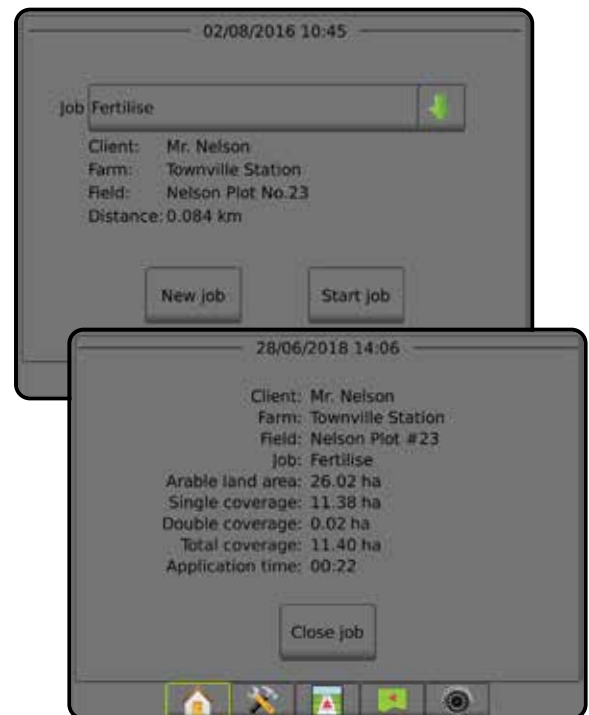 02/08/2016 10:45
Job Fertilise
Client: Mr. Nelson
Farm: Townville Station
Field: Nelson Plot No.23
Distance: 0.084 km
New job Start job
28/06/2018 14:06
Client: Mr. Nelson
Farm: Townville Station
Field: Nelson Plot #23
Job: Fertilise
Arable land area: 26.02 ha
Single coverage: 11.38 ha
Double coverage: 0.02 ha
Total coverage: 11.40 ha
Application time: 00:22
Close job